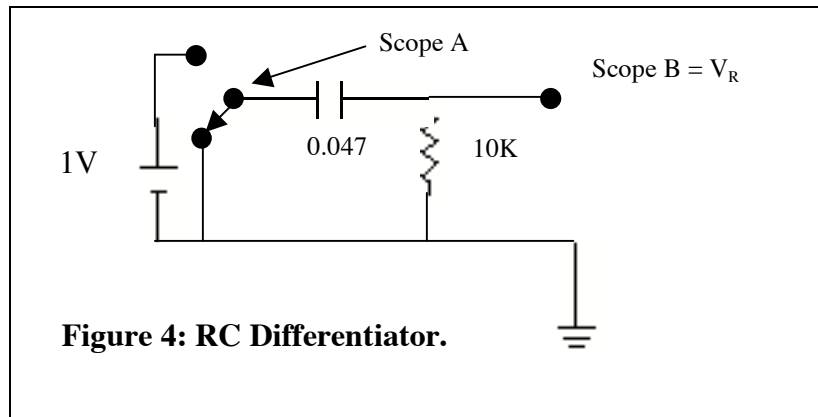 Scope A
Scope B = V_R
0.047
10K
1V
Figure 4: RC Differentiator.